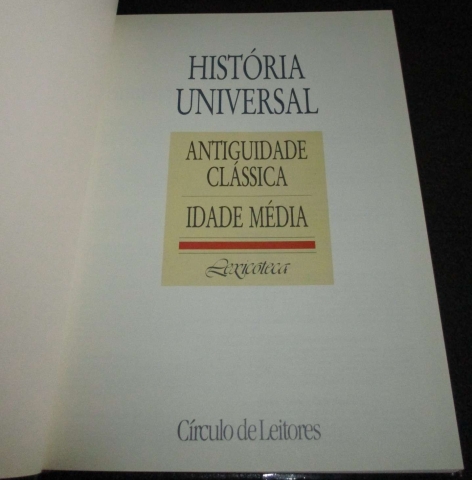 HISTÓRIA
UNIVERSAL
ANTIGUIDADE
CLÁSSICA
IDADE MÉDIA
Lexicoteca
Círculo de Leitores